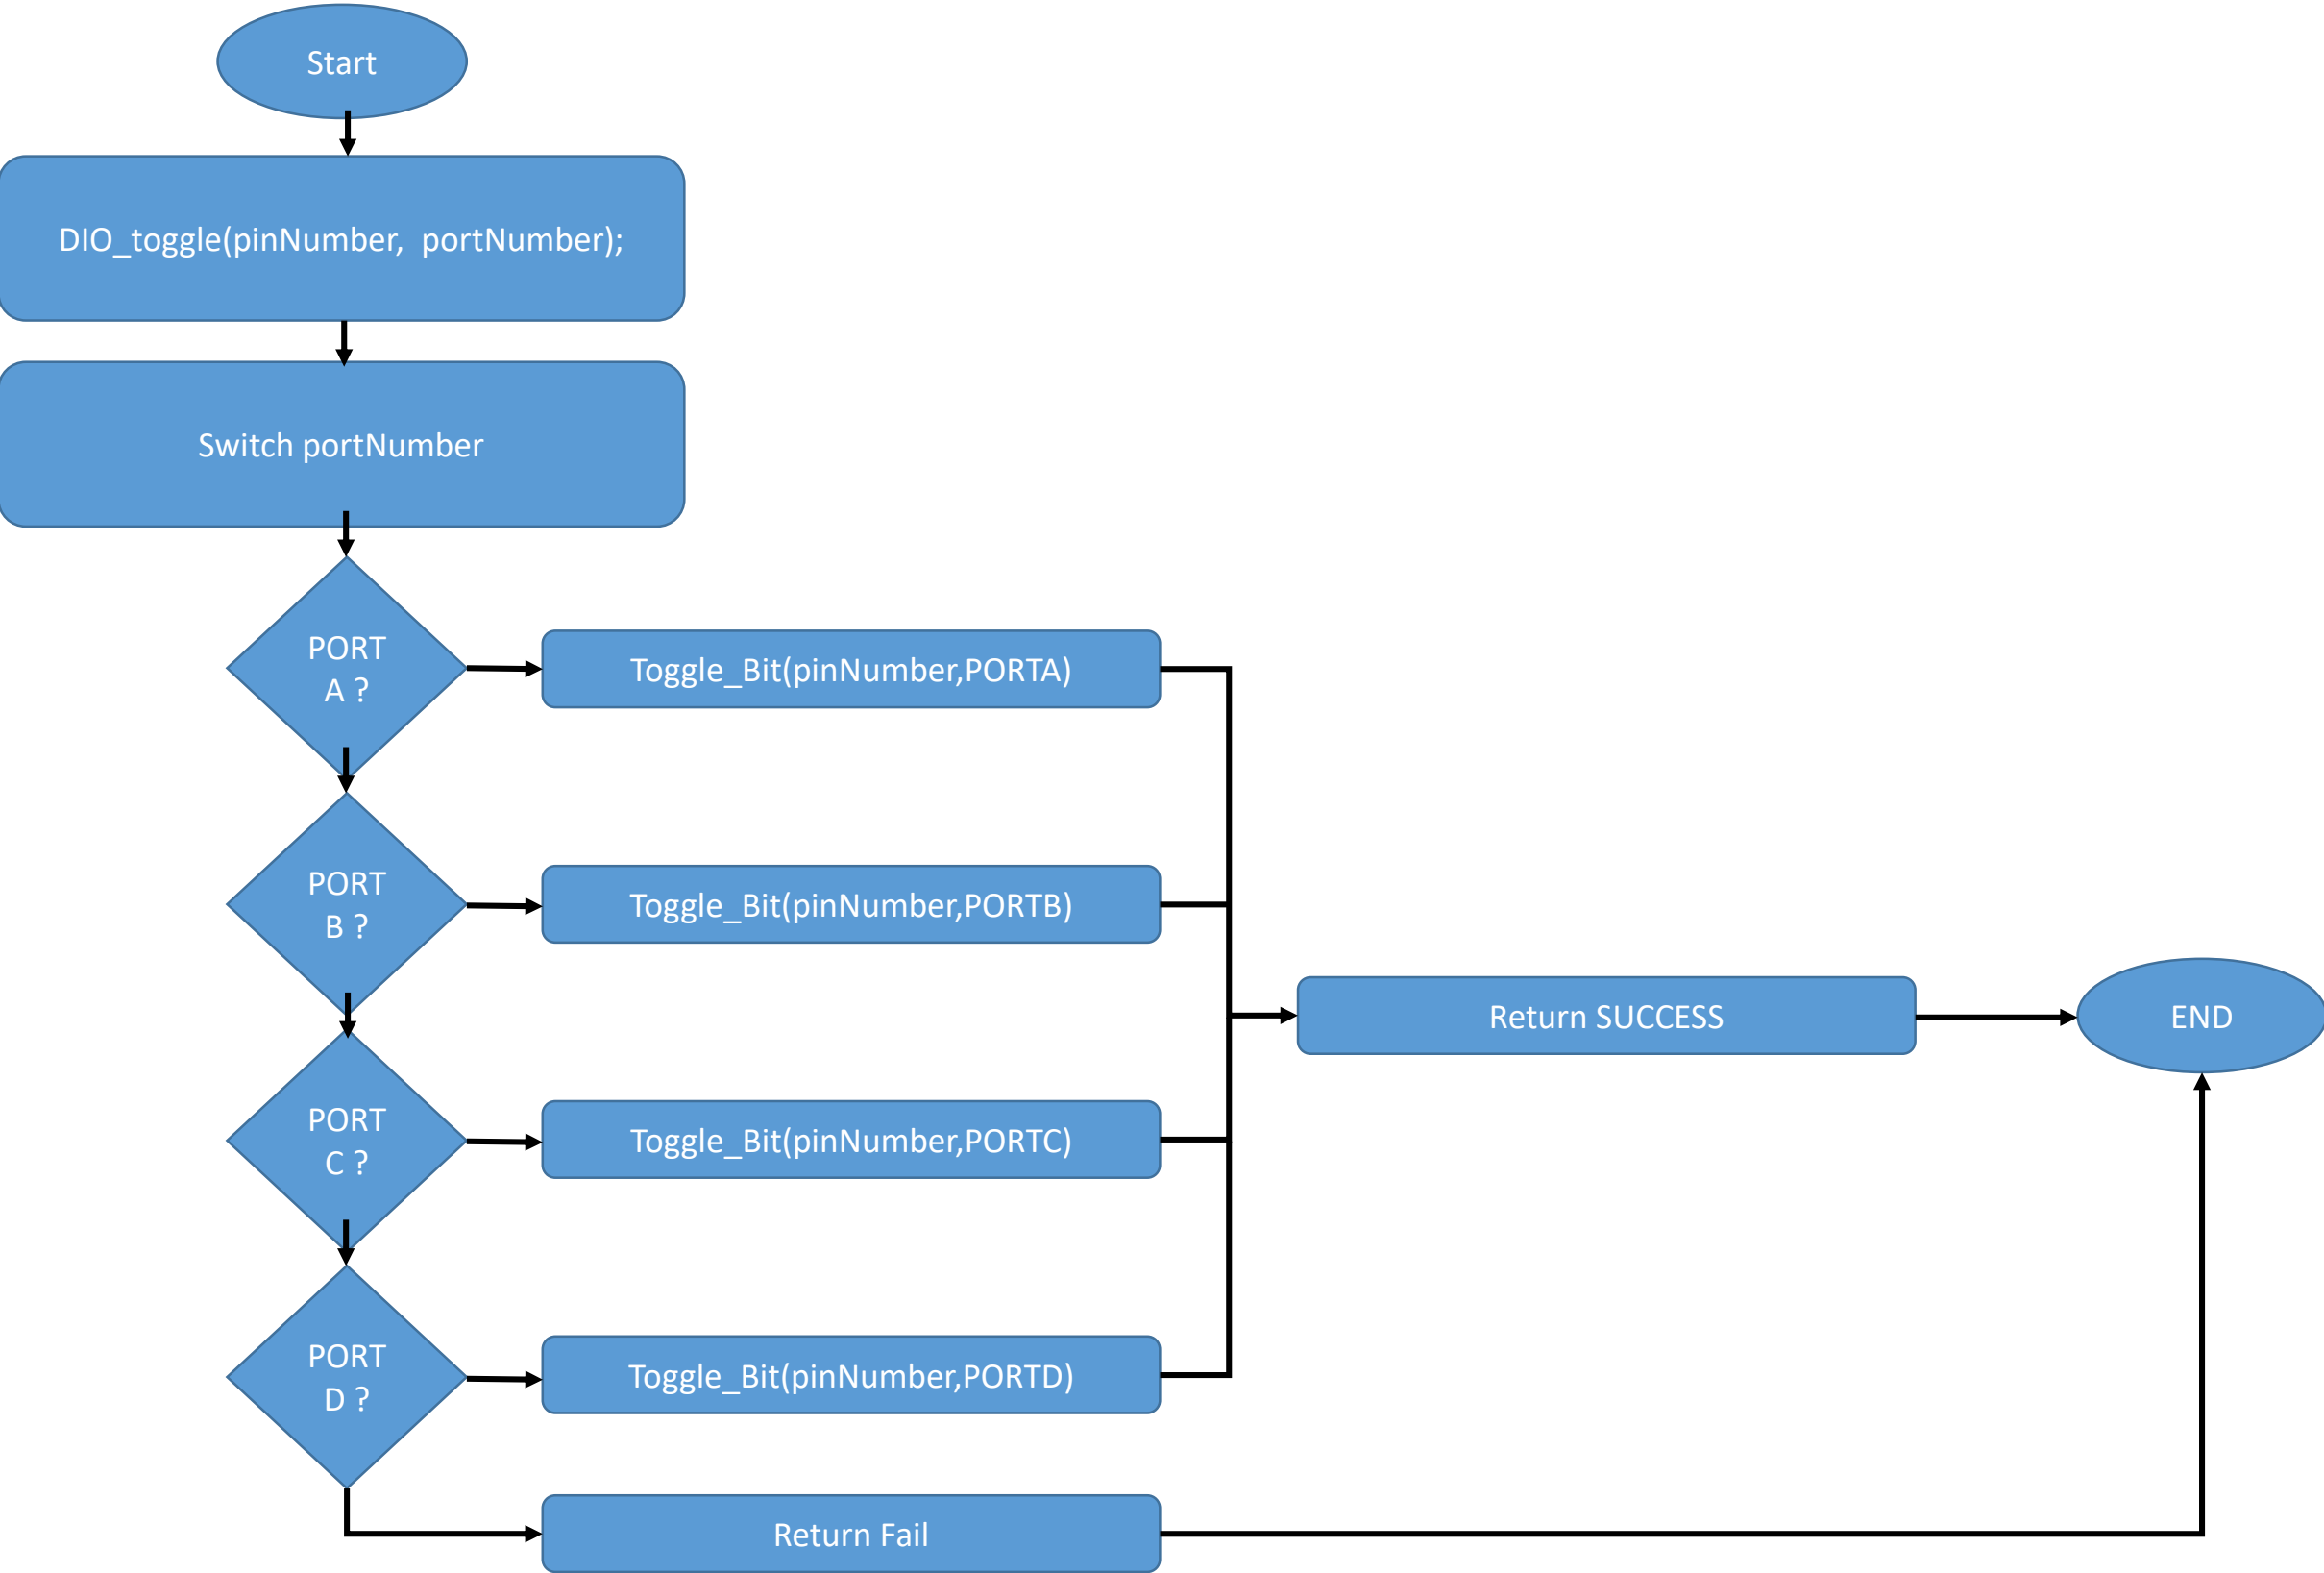 Start
DIO_toggle(pinNumber,  portNumber);
Switch portNumber
PORT
A ?
Toggle_Bit(pinNumber,PORTA)
PORT
B ?
Toggle_Bit(pinNumber,PORTB)
Return SUCCESS
END
PORT
C ?
Toggle_Bit(pinNumber,PORTC)
PORT
D ?
Toggle_Bit(pinNumber,PORTD)
Return Fail